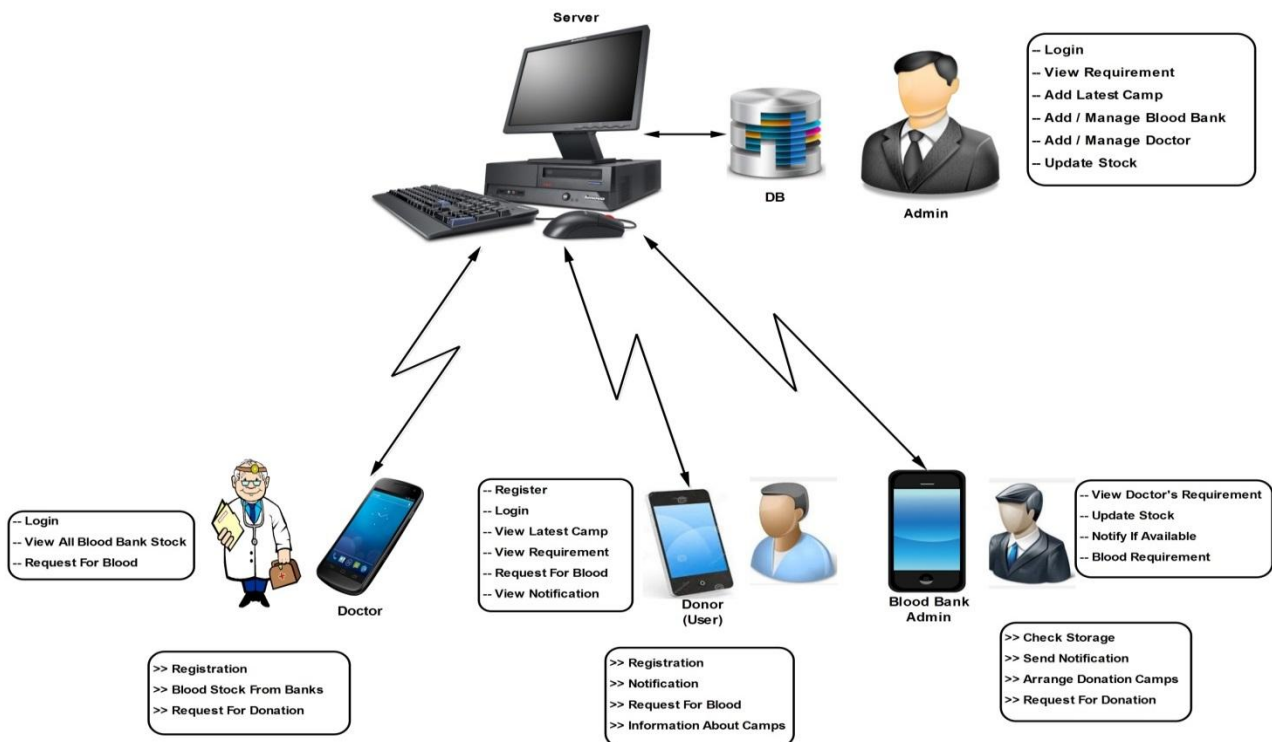 Server
-- Login
-- View Requirement
-- Add Latest Camp
-- Add / Manage Blood Bank
-- Add / Manage Doctor
-- Update Stock
DB
Admin
-- Login
-- View All Blood Bank Stock
-- Request For Blood
Doctor
-- Register
-- Login
-- View Latest Camp
-- View Requirement
-- Request For Blood
-- View Notification
Donor
(User)
Blood Bank
Admin
-- View Doctor's Requirement
-- Update Stock
-- Notify If Available
-- Blood Requirement
>> Registration
>> Blood Stock From Banks
>> Request For Donation
>> Registration
>> Notification
>> Request For Blood
>> Information About Camps
>> Check Storage
>> Send Notification
>> Arrange Donation Camps
>> Request For Donation